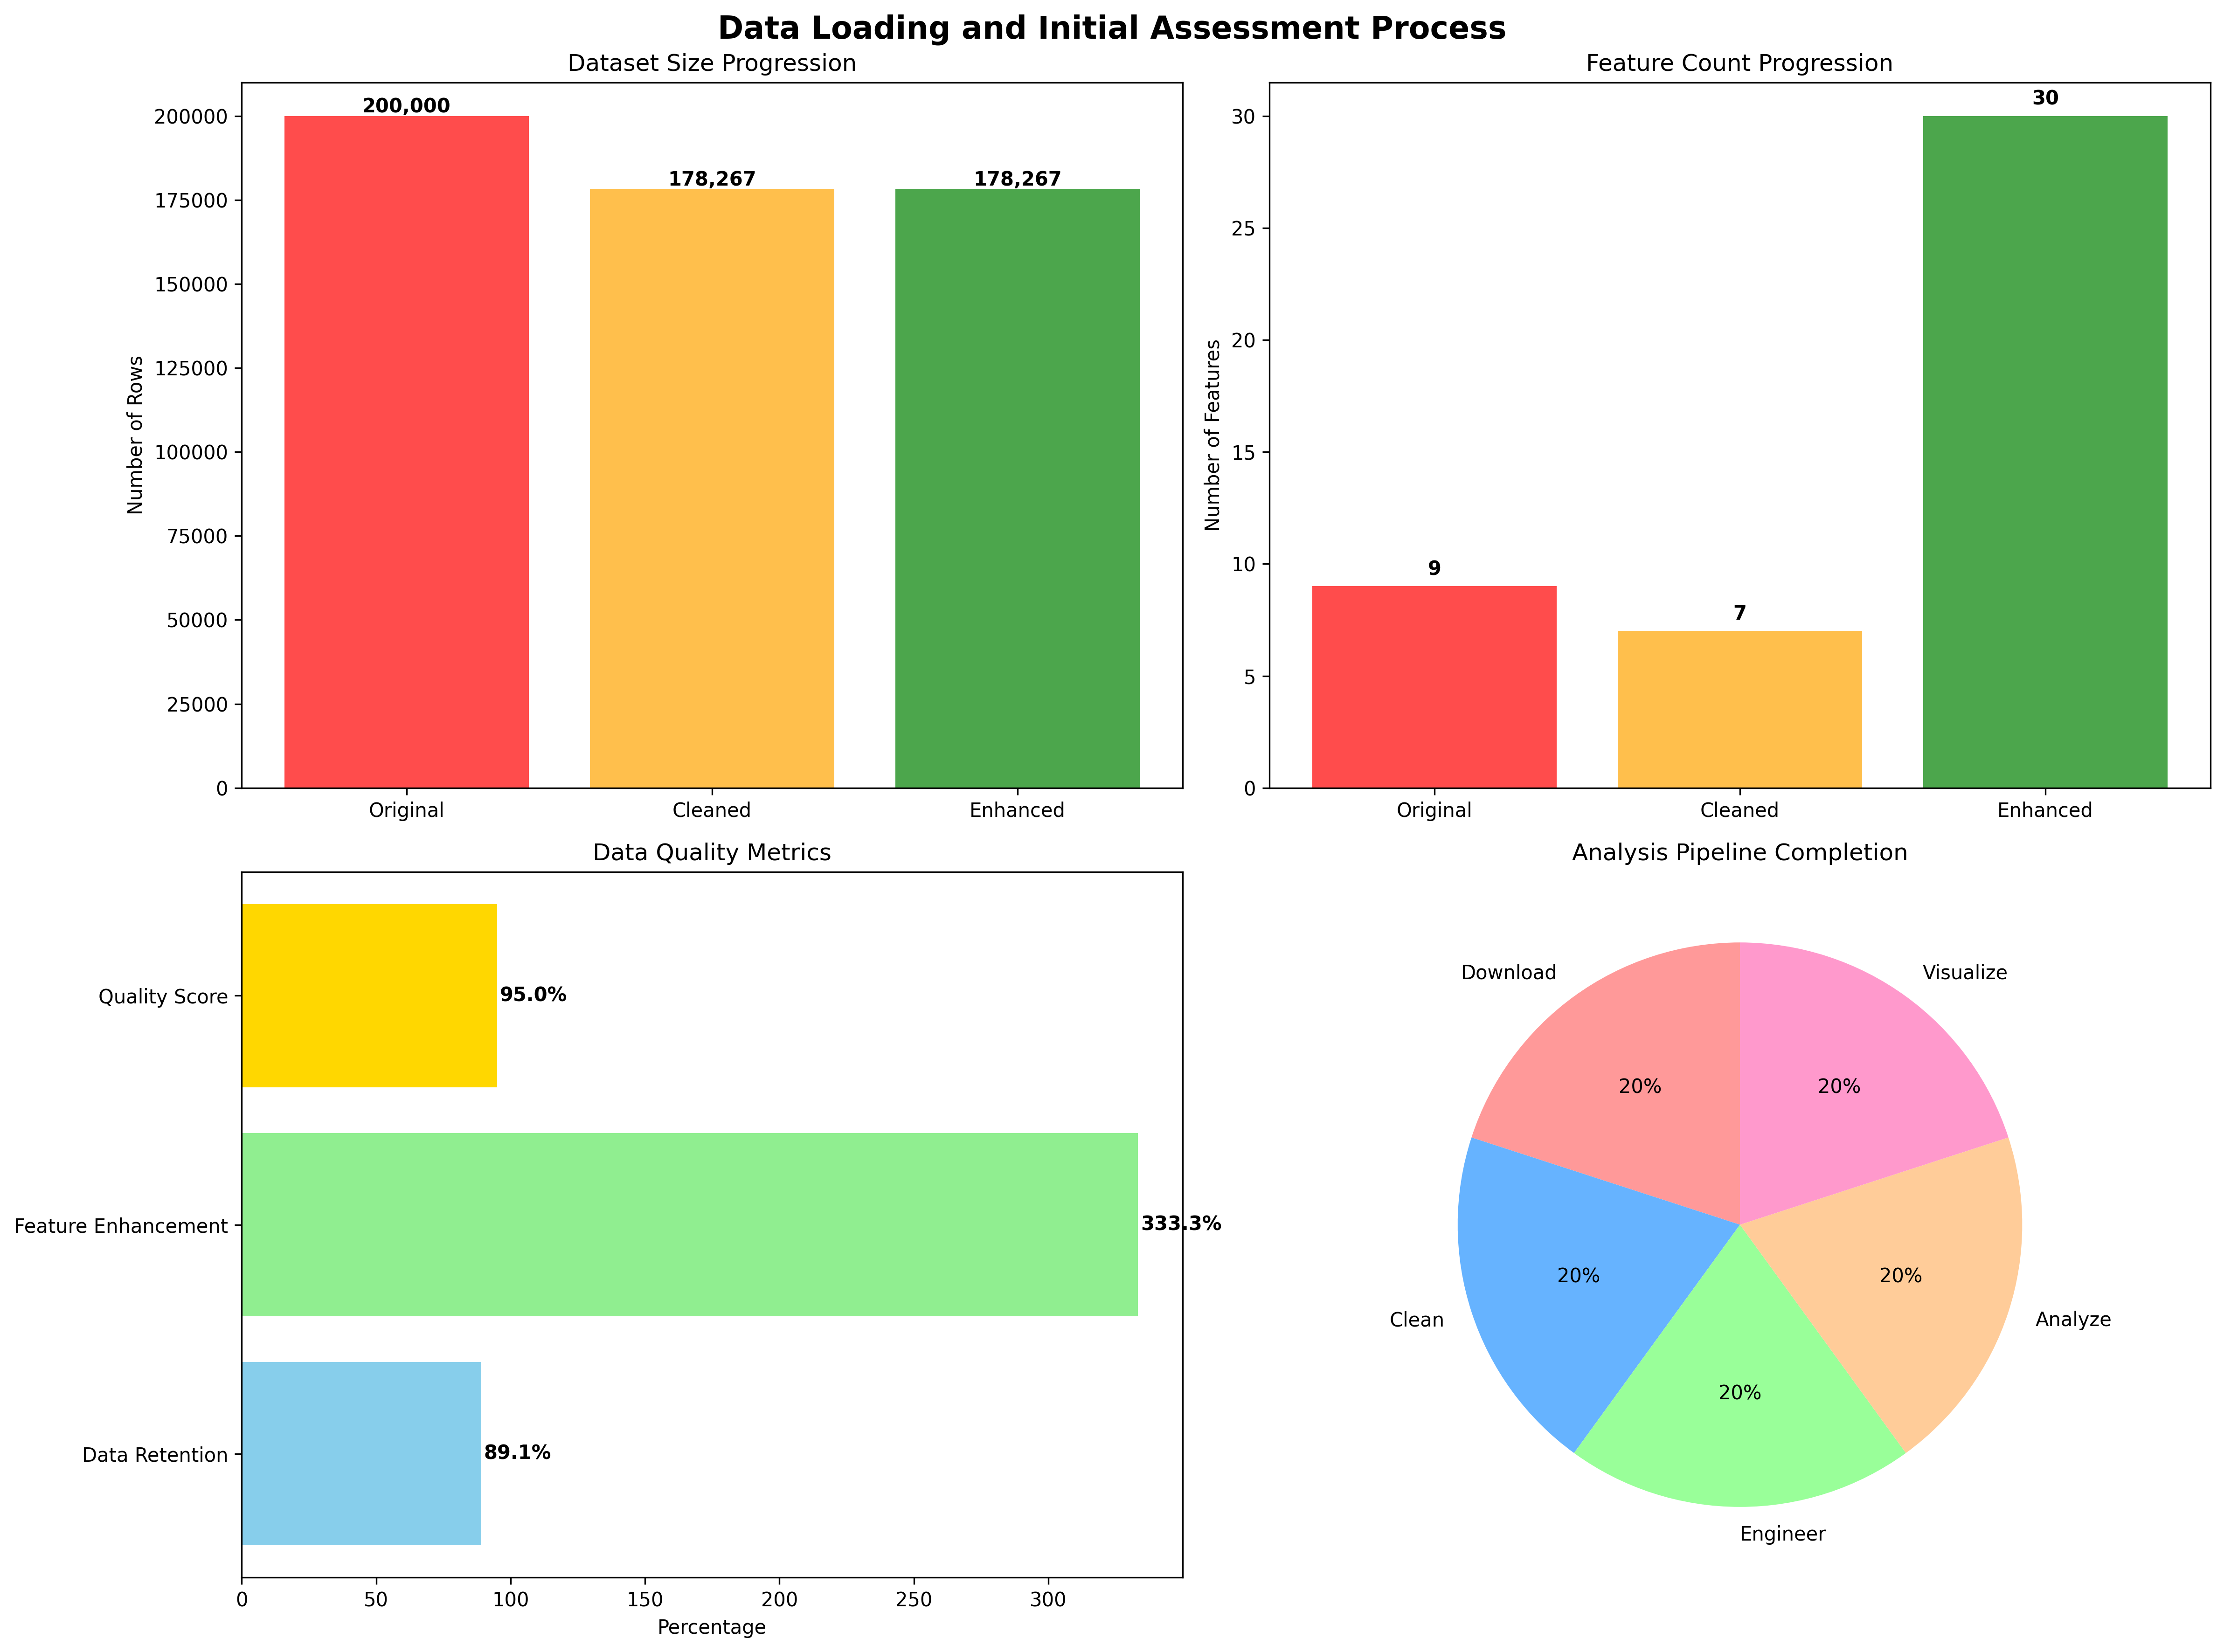 Data Loading and Initial Assessment Process
Dataset Size Progression
Number of Rows
200000
175000
150000
125000
100000
75000
50000
25000
0
200,000
178,267
178,267
Original
Cleaned
Enhanced
Feature Count Progression
Number of Features
30
25
20
15
10
5
0
9
7
30
Original
Cleaned
Enhanced
Data Quality Metrics
Quality Score
95.0%
Feature Enhancement
333.3%
Data Retention
89.1%
0
50
100
150
200
250
300
Percentage
Analysis Pipeline Completion
Download
Visualize
20%
20%
20%
20%
Clean
Analyze
20%
Engineer